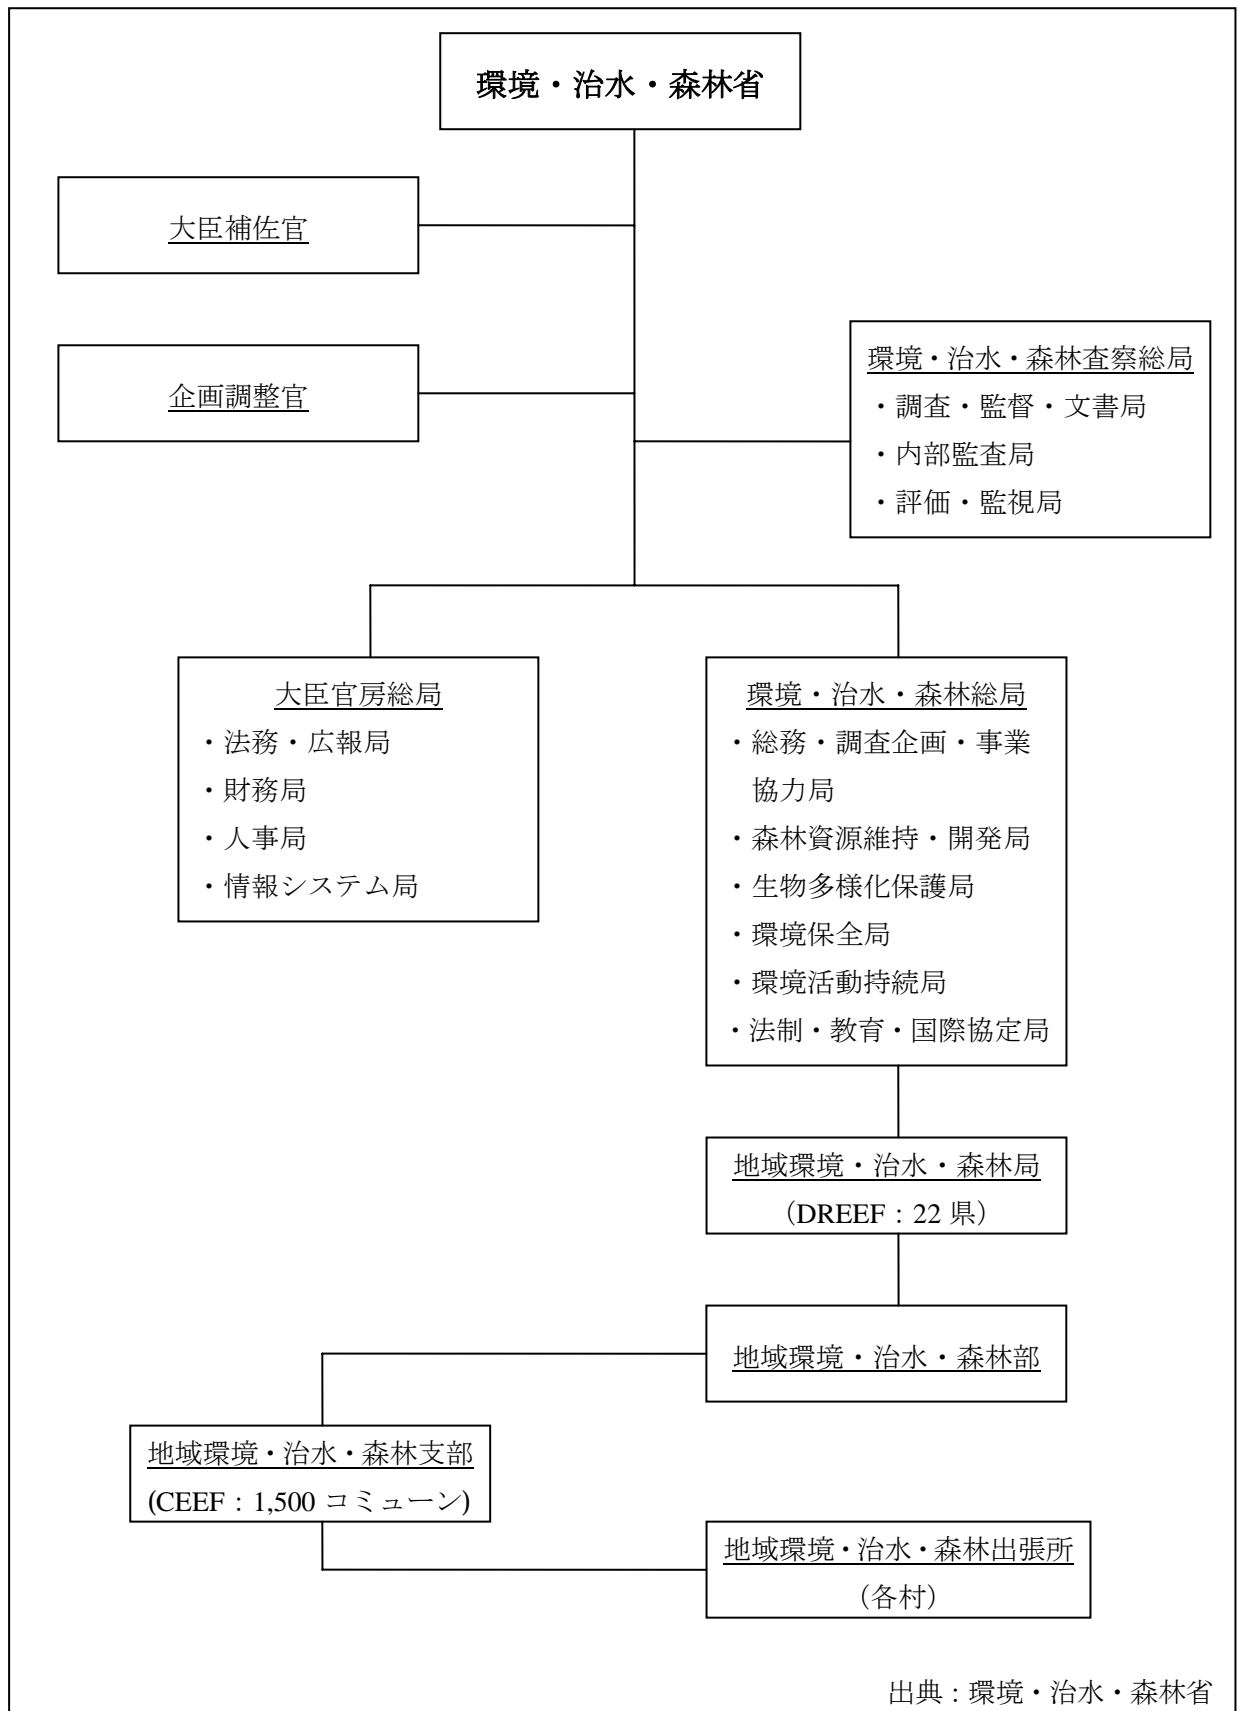 環境・治水・森林省
大臣補佐官
企画調整官
環境・治水・森林査察総局
・調査・監督・文書局
・内部監査局
・評価・監視局
大臣官房総局
・法務・広報局
・財務局
・人事局
・情報システム局
環境・治水・森林総局
・総務・調査企画・事業
協力局
・森林資源維持・開発局
・生物多様化保護局
・環境保全局
・環境活動持続局
・法制・教育・国際協定局
地域環境・治水・森林局
（DREEF：22 県）
地域環境・治水・森林部
地域環境・治水・森林支部
(CEEF：1,500 コミューン)
地域環境・治水・森林出張所
（各村）
出典：環境・治水・森林省